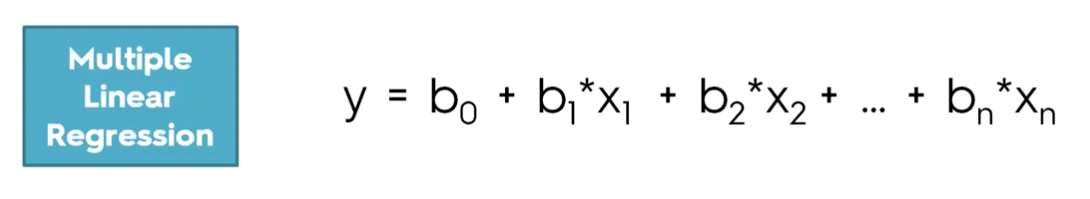 Multiple
Linear
Regression
y = b₀ + b₁*x₁ + b₂*x₂ + ... + bₙ*xₙ